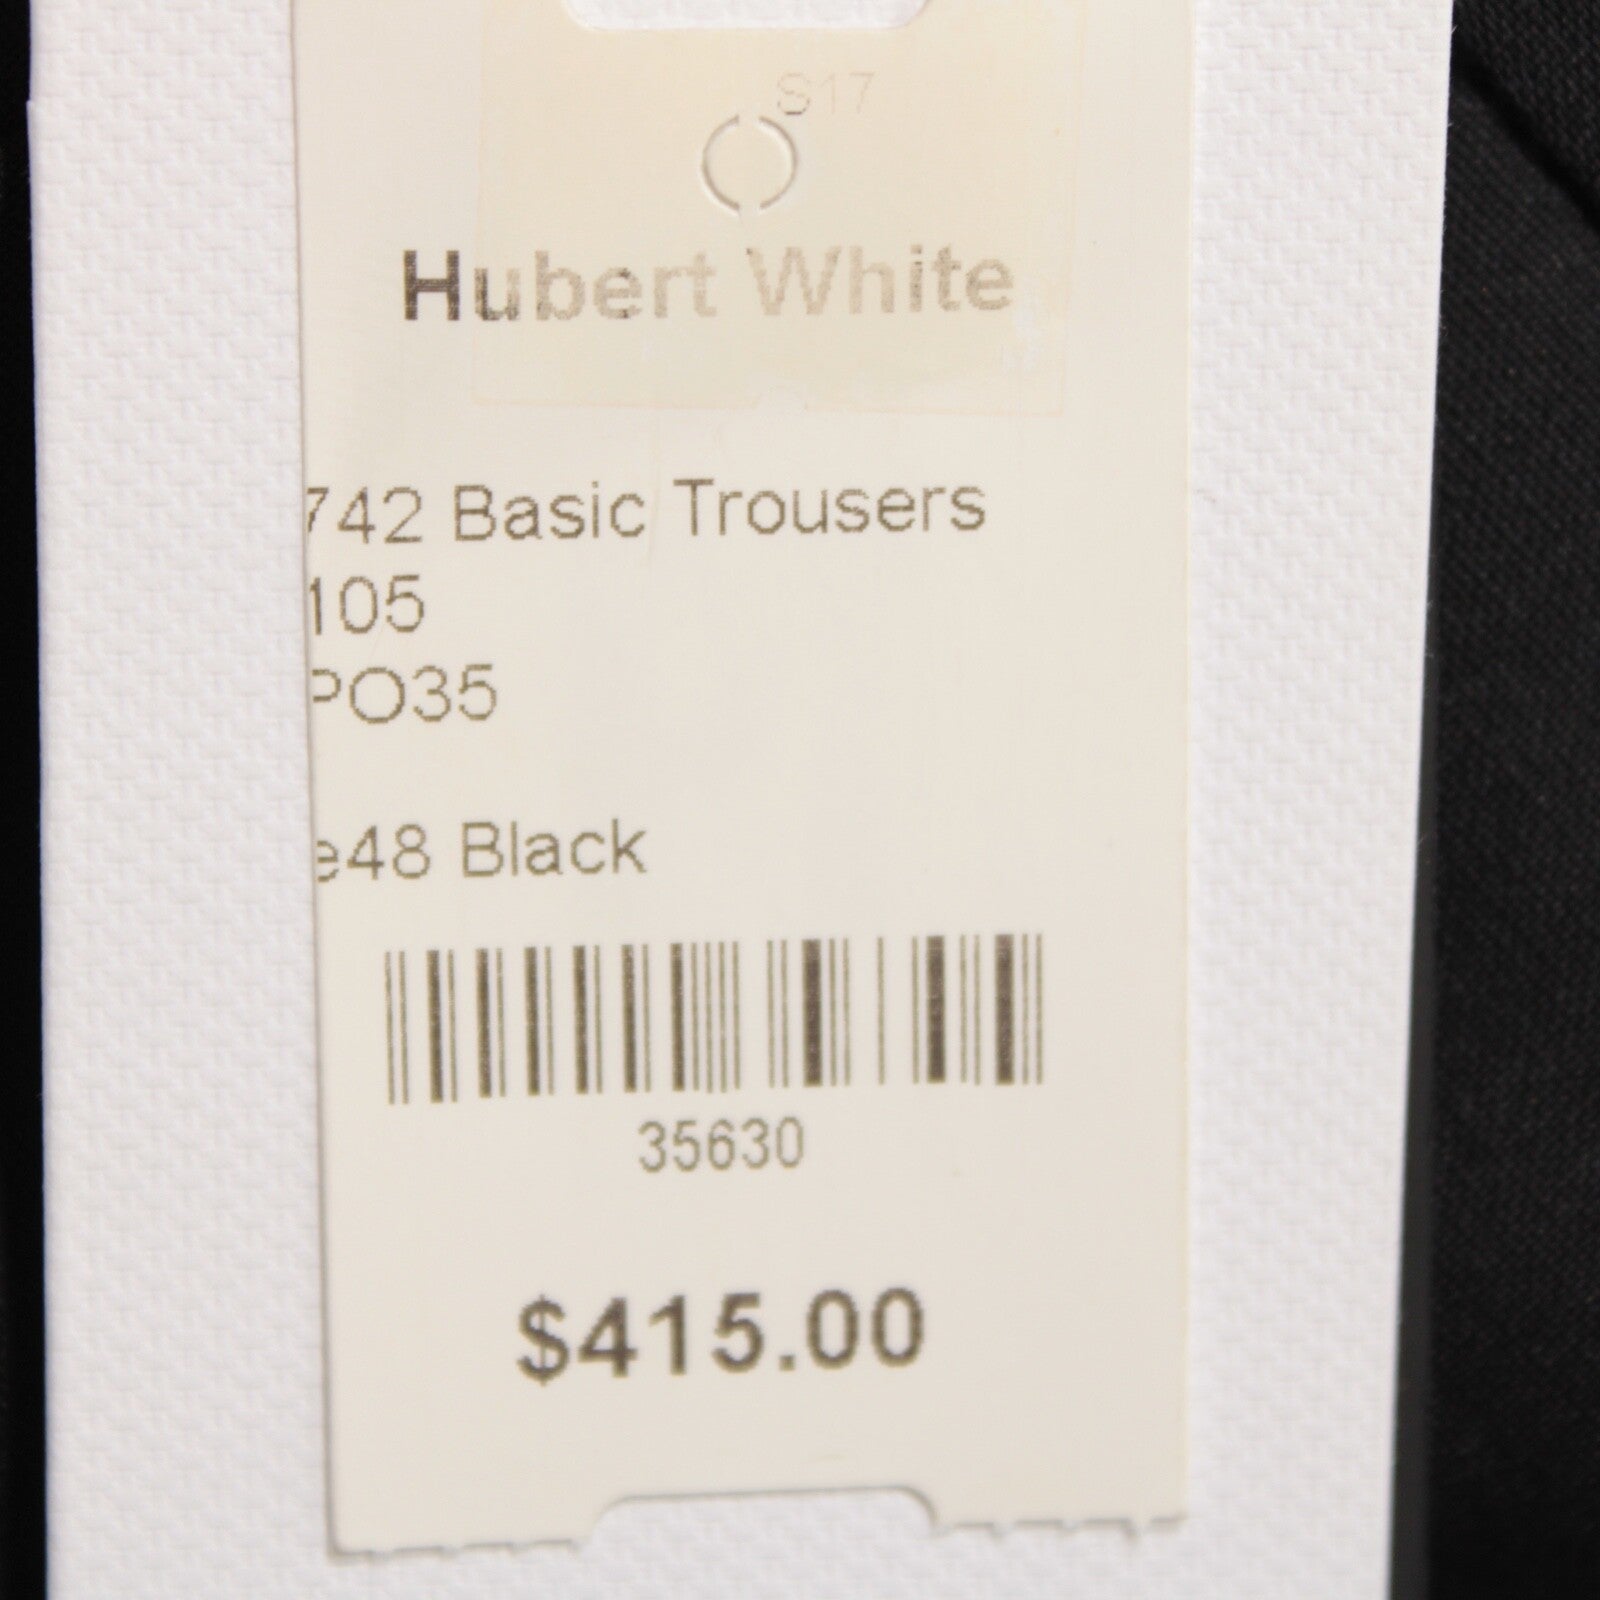 S17
Hubert White
742 Basic Trousers
105
PO35
e48 Black
35630
$415.00